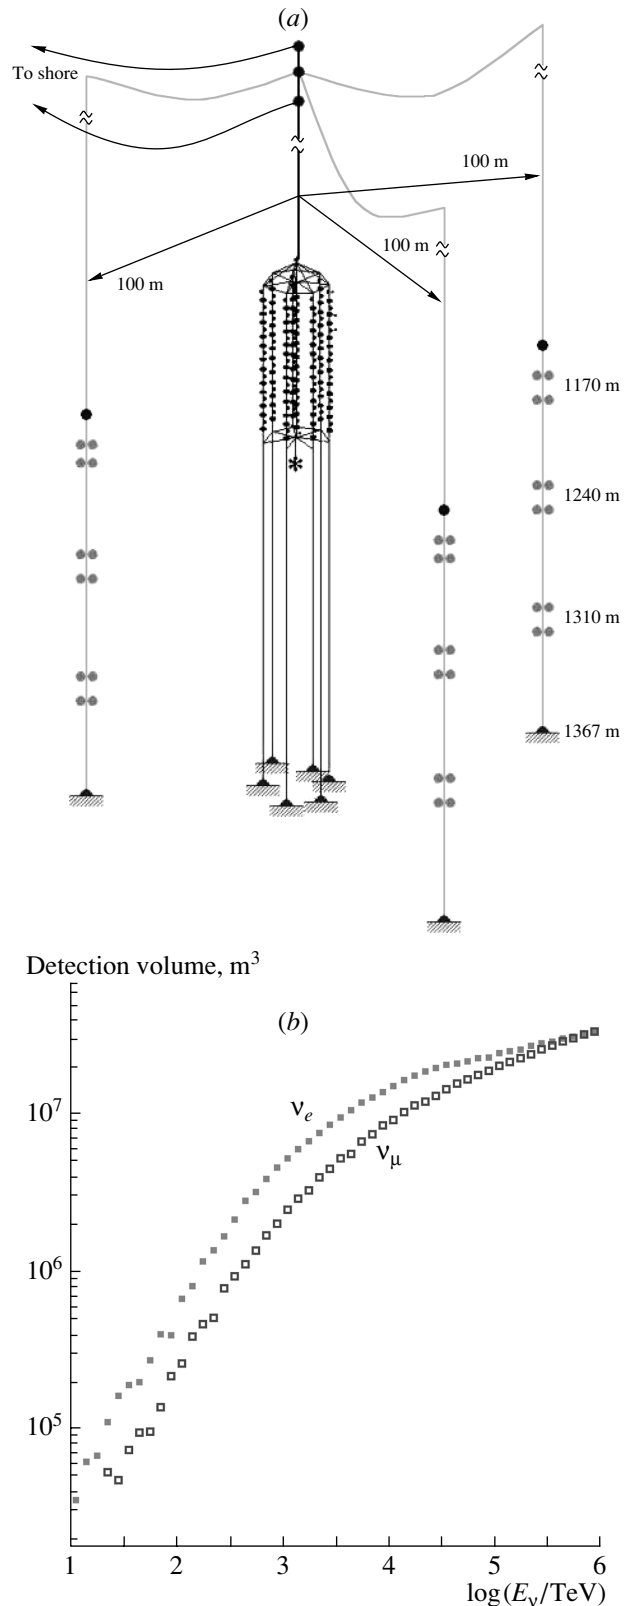 (a)
To shore
100 m
100 m
100 m
1170 m
1240 m
1310 m
1367 m
Detection volume, m³
(b)
10⁷
νₑ
ν_μ
10⁶
10⁵
1 2 3 4 5 6
log(E_ν/TeV)